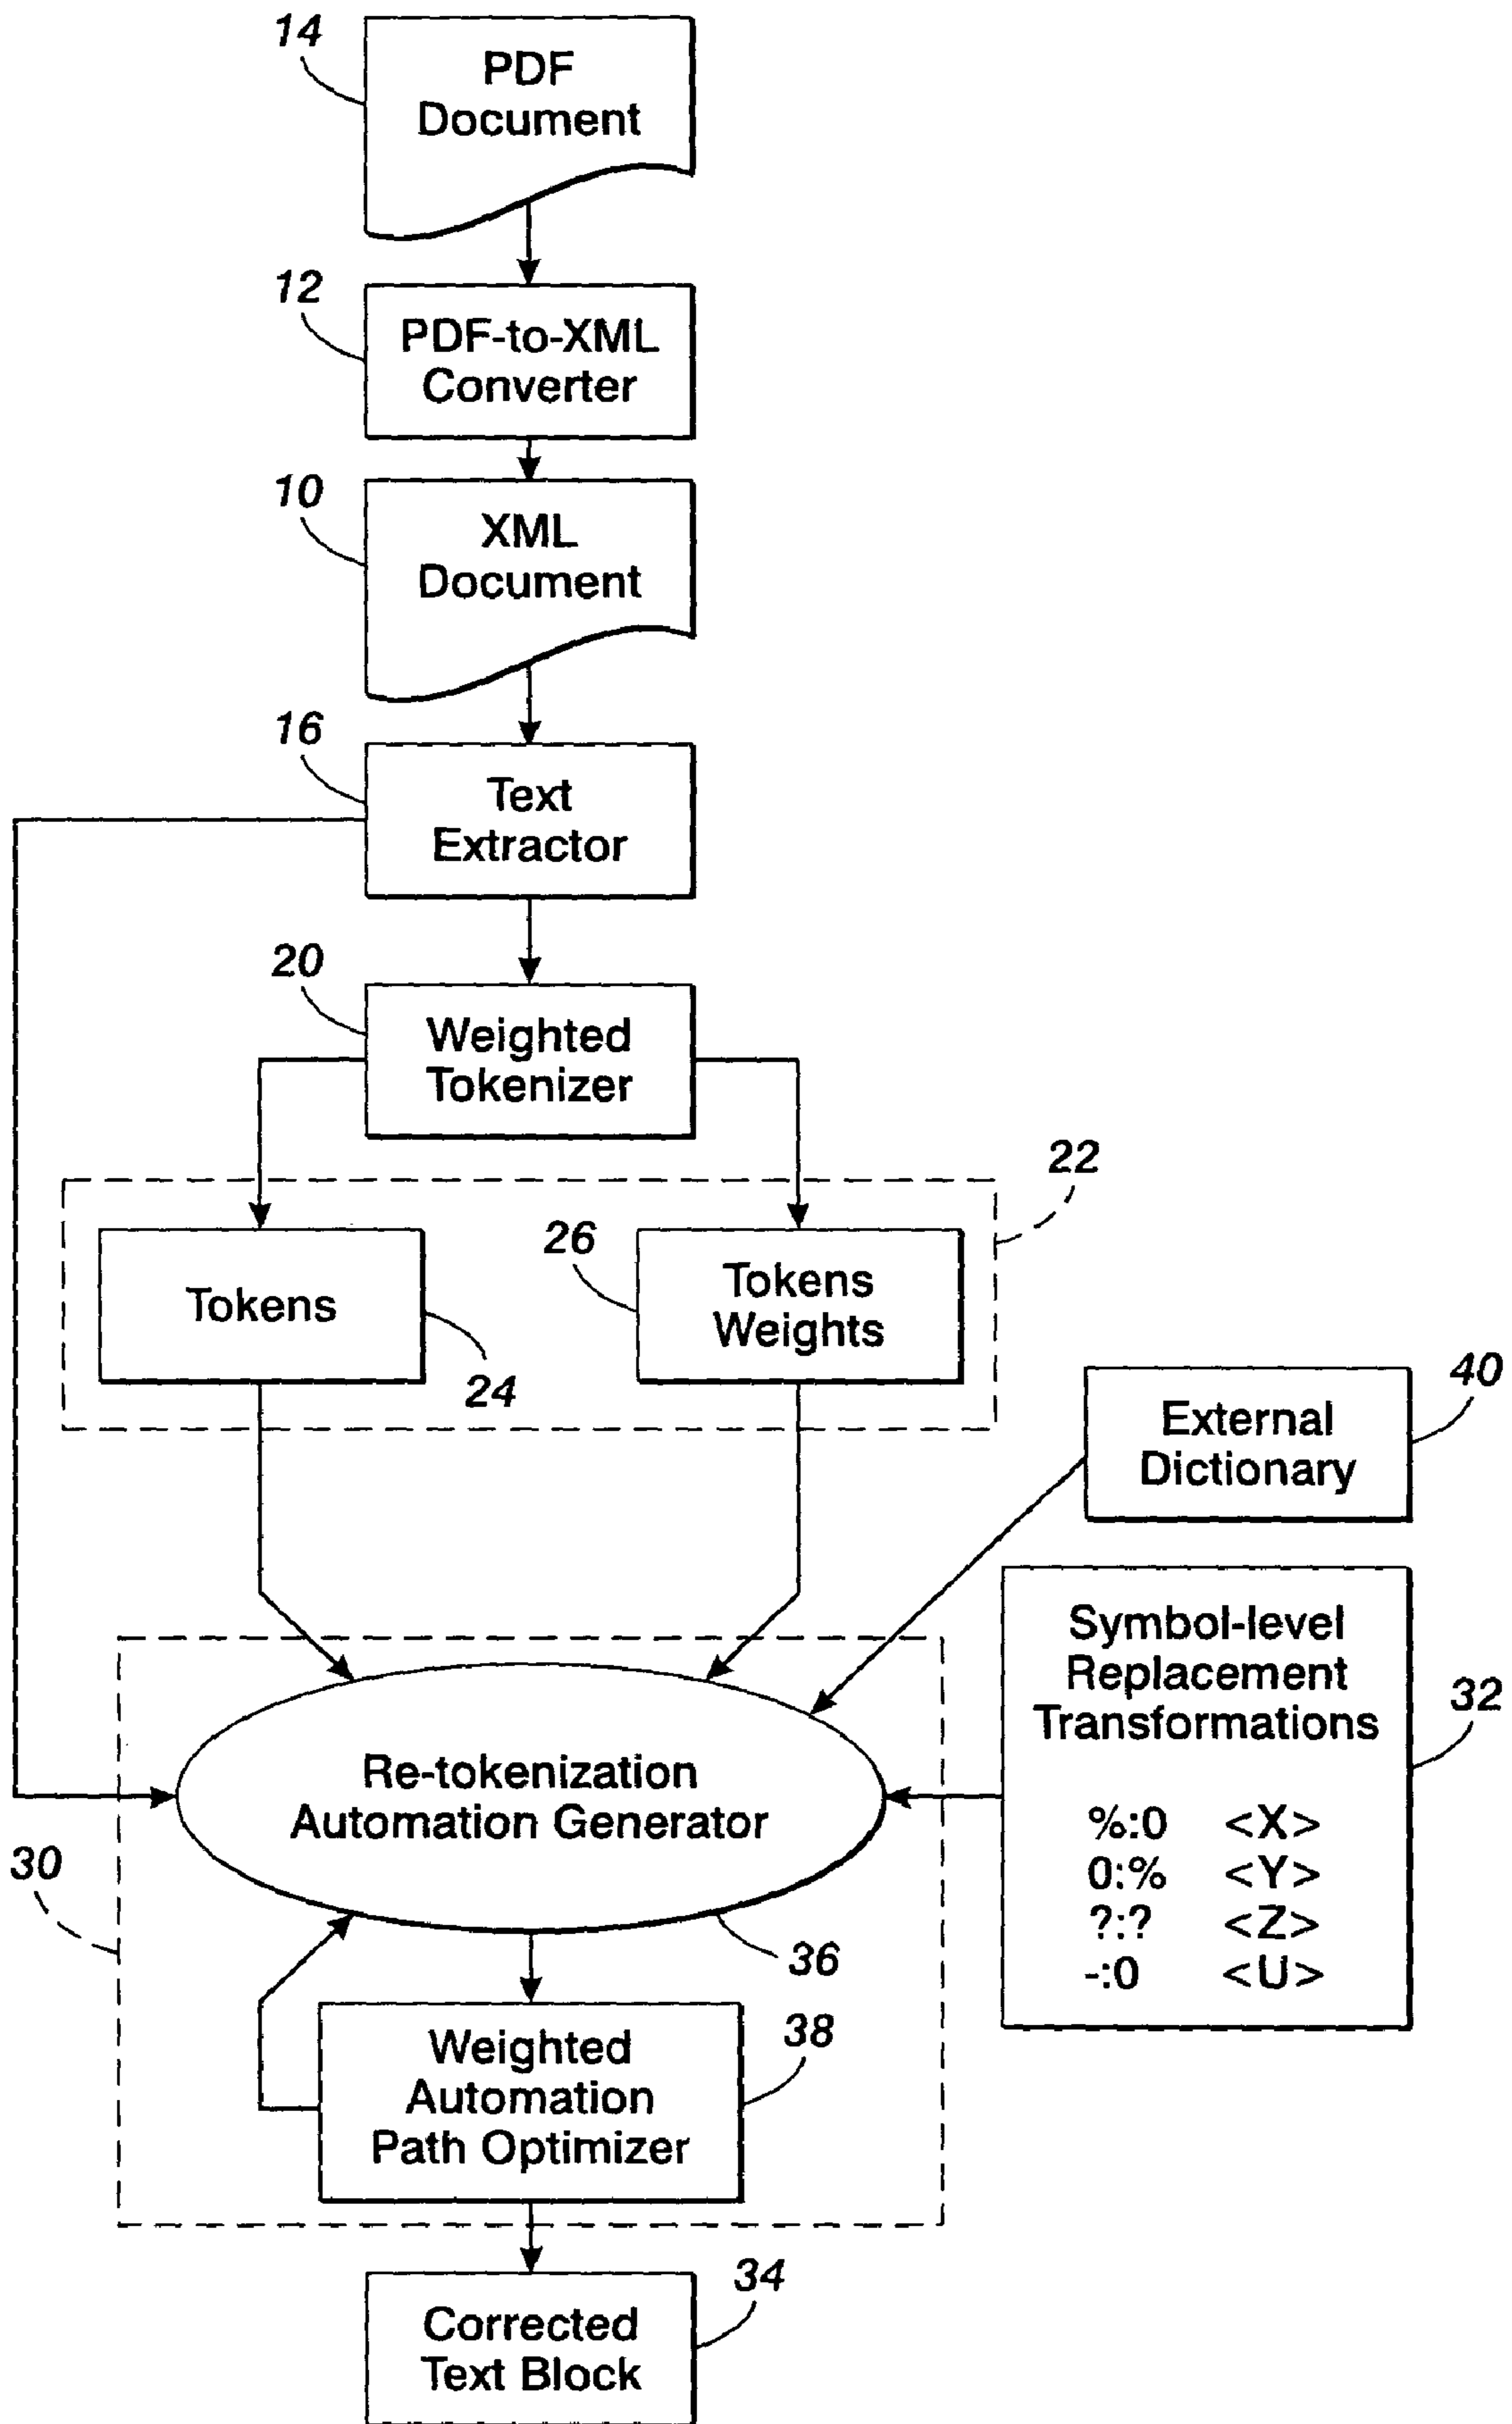 14
PDF
Document
12
PDF-to-XML
Converter
10
XML
Document
16
Text
Extractor
20
Weighted
Tokenizer
22
Tokens
24
26
Tokens
Weights
40
External
Dictionary
Symbol-level
Replacement
Transformations
%:0 <X>
0:% <Y>
?:? <Z>
-:0 <U>
32
Re-tokenization
Automation Generator
30
36
Weighted
Automation
Path Optimizer
38
34
Corrected
Text Block